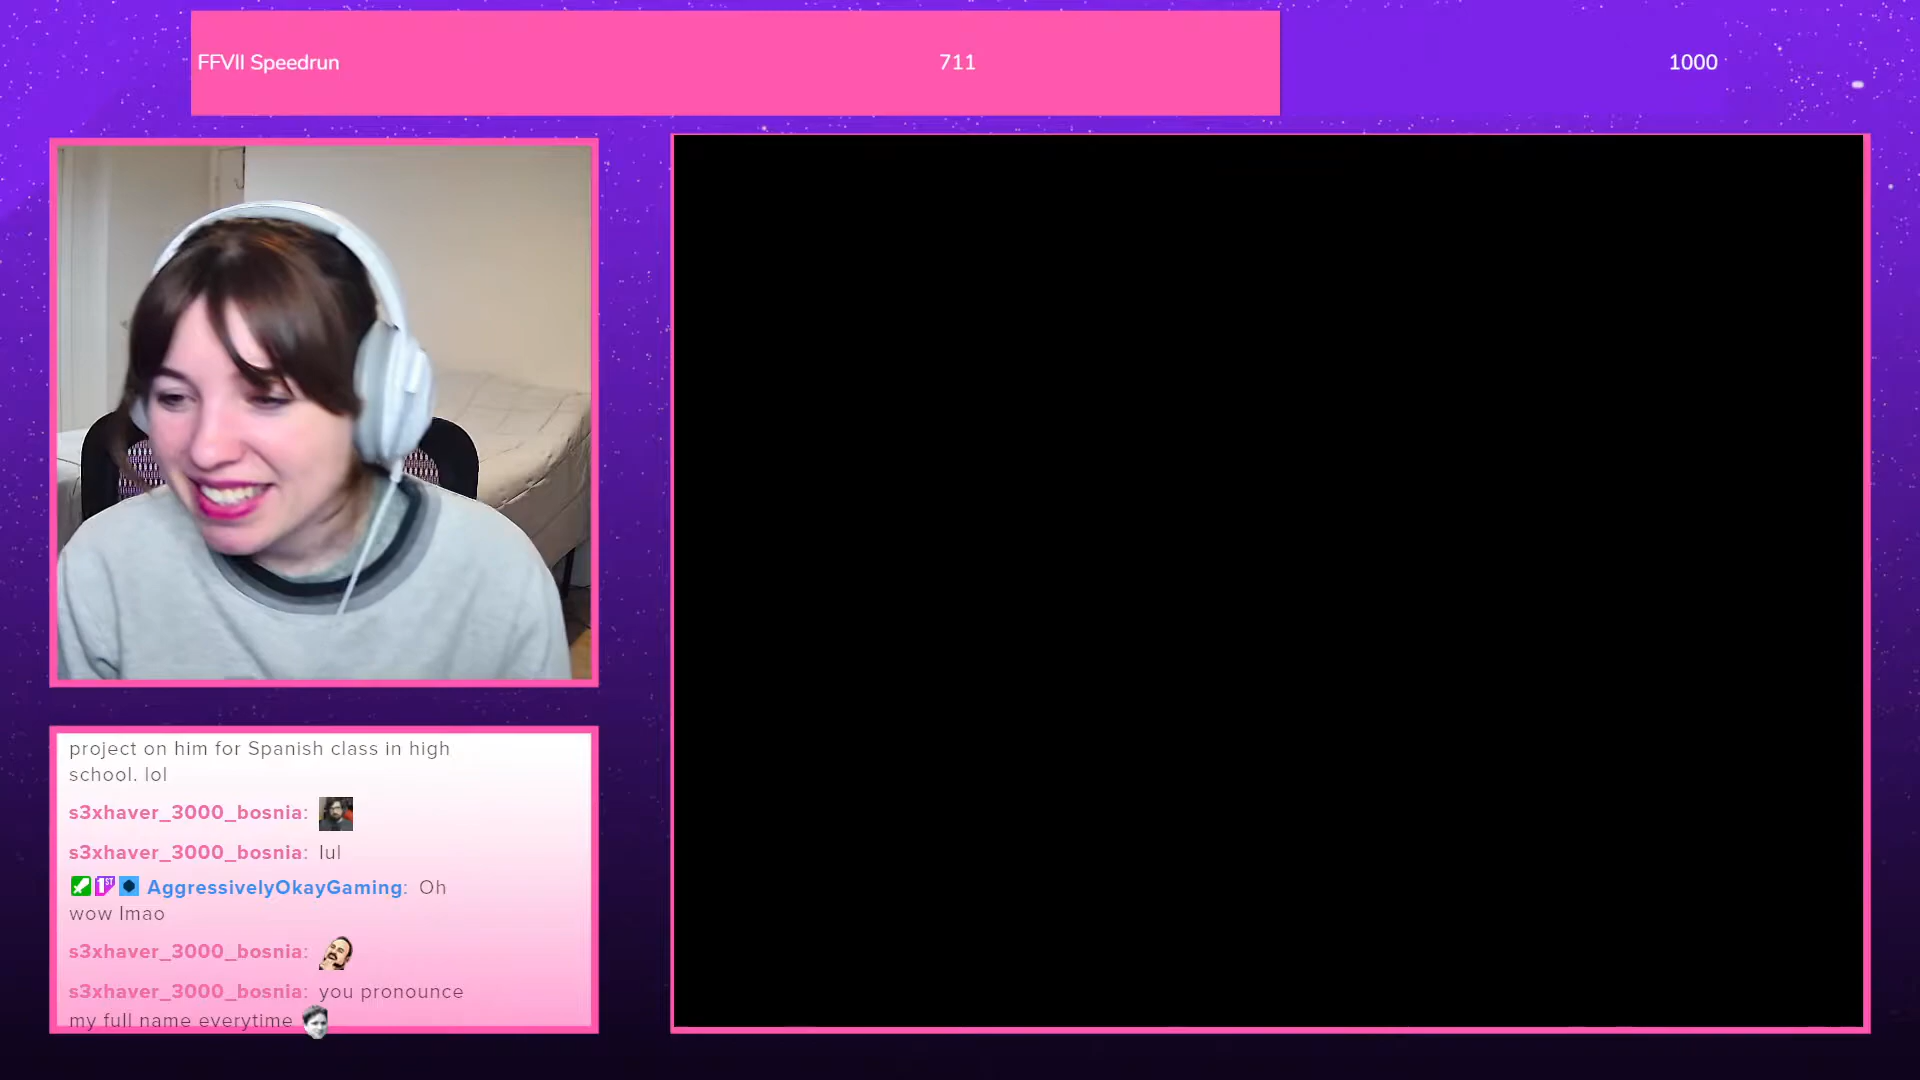 FFVII Speedrun 711 1000
project on him for Spanish class in high
school. lol
s3xhaver_3000_bosnia:
s3xhaver_3000_bosnia: lul
1ST AggressivelyOkayGaming: Oh
wow lmao
s3xhaver_3000_bosnia:
s3xhaver_3000_bosnia: you pronounce
my full name everytime